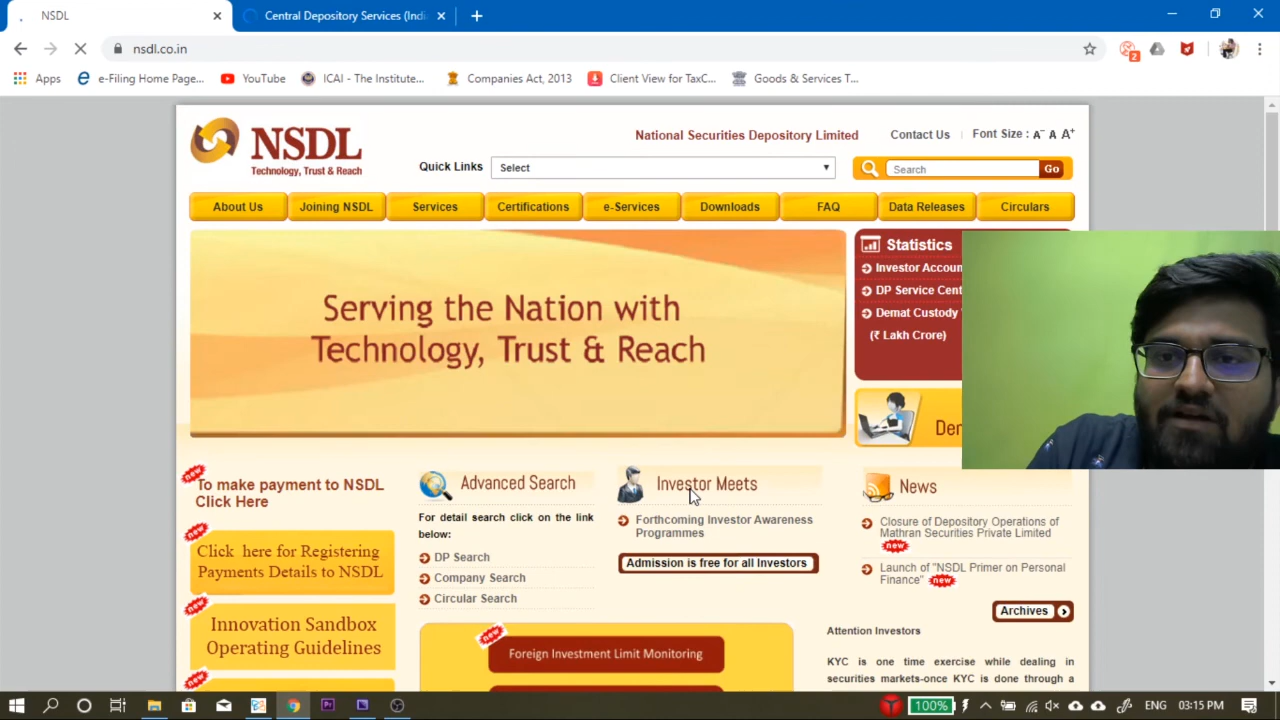 NSDL
Central Depository Services (Indi
nsdl.co.in
2
Apps
e-Filing Home Page...
YouTube
ICAI - The Institute...
Companies Act, 2013
Client View for TaxC...
Goods & Services T...
NSDL
Technology, Trust & Reach
National Securities Depository Limited
Contact Us
Font Size : A- A A+
Quick Links
Select
Search
Go
About Us
Joining NSDL
Services
Certifications
e-Services
Downloads
FAQ
Data Releases
Circulars
Serving the Nation with
Technology, Trust & Reach
Statistics
Investor Accoun
DP Service Cent
Demat Custody
(₹ Lakh Crore)
Den
new
To make payment to NSDL
Click Here
new
Click here for Registering
Payments Details to NSDL
new
Innovation Sandbox
Operating Guidelines
new
Advanced Search
For detail search click on the link
below:
DP Search
Company Search
Circular Search
new
Foreign Investment Limit Monitoring
Investor Meets
Forthcoming Investor Awareness
Programmes
Admission is free for all Investors
News
Closure of Depository Operations of
Mathran Securities Private Limited
new
Launch of "NSDL Primer on Personal
Finance" new
Archives
Attention Investors
KYC is one time exercise while dealing in
securities markets-once KYC is done through a
100%
ENG
03:15 PM